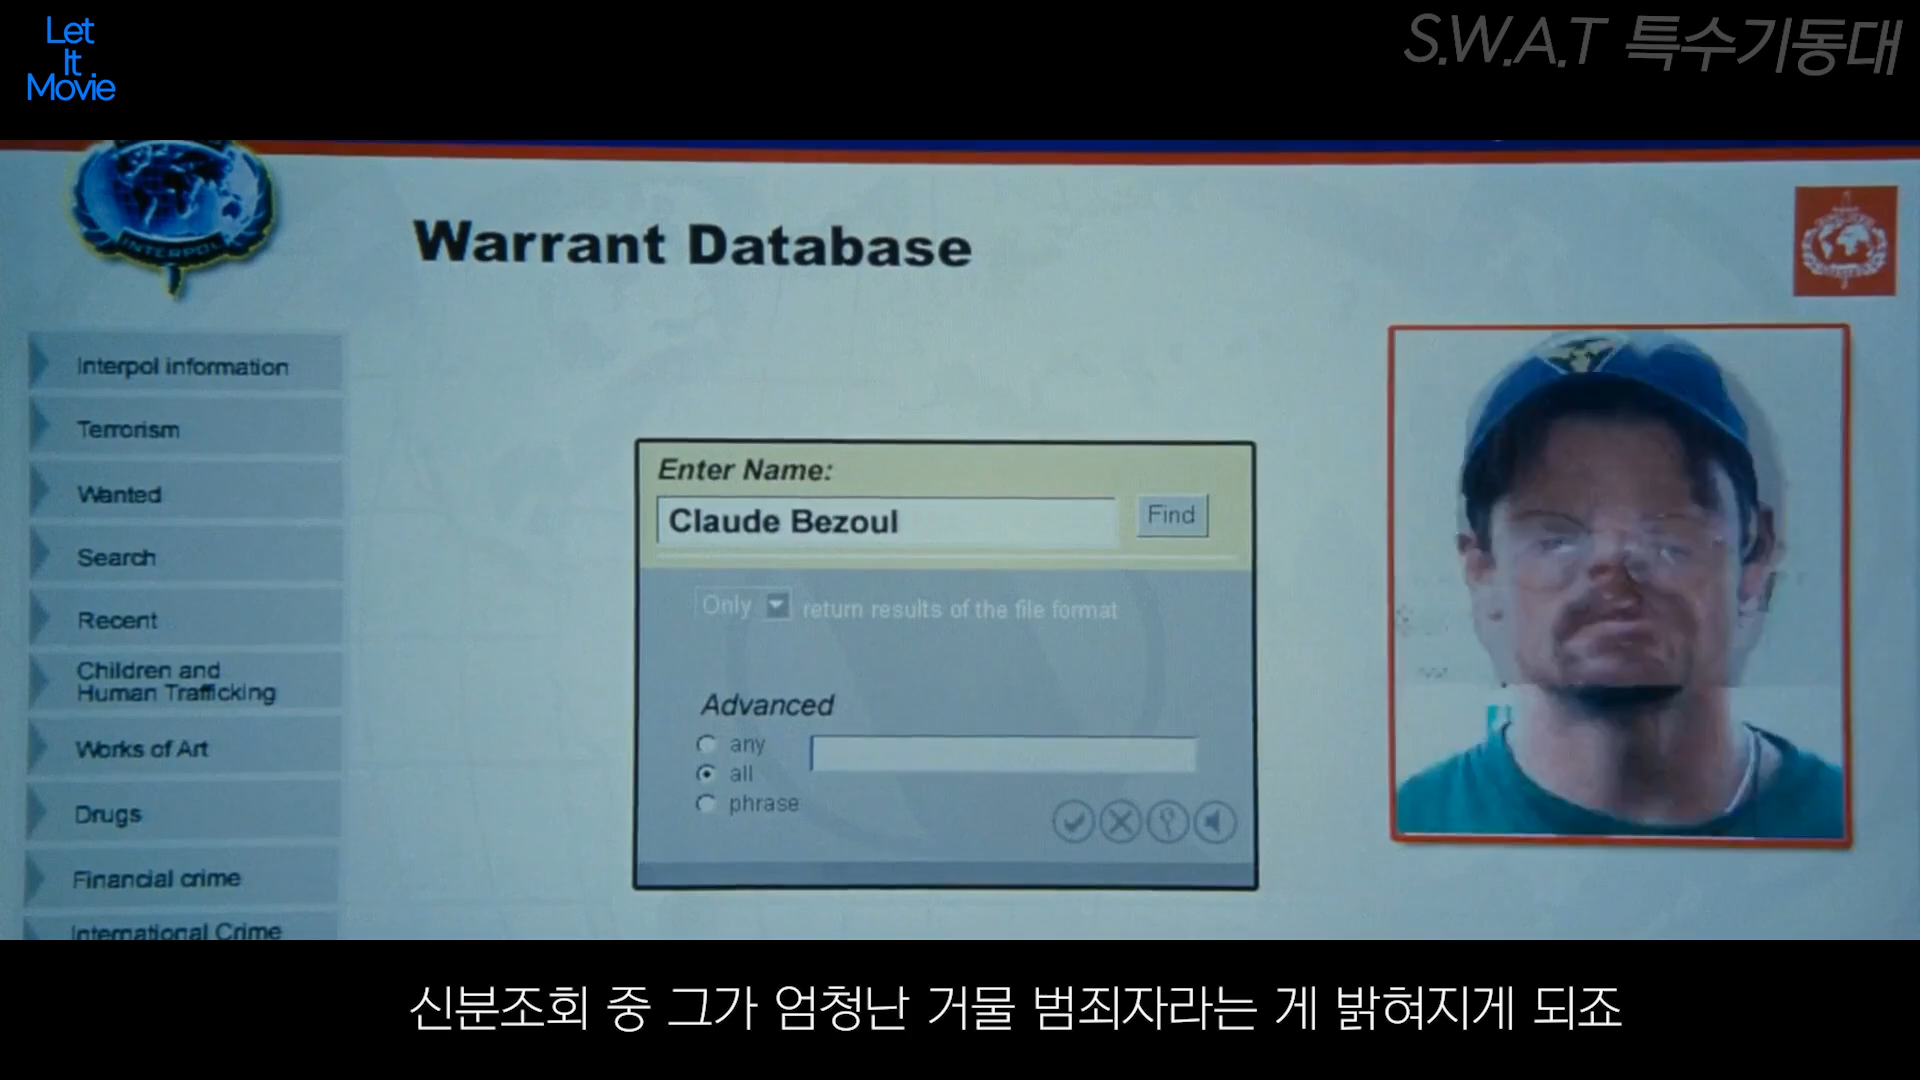 Let
It
Movie
S.W.A.T 특수기동대
INTERPOL
Warrant Database
Interpol information
Terrorism
Wanted
Search
Recent
Children and
Human Trafficking
Works of Art
Drugs
Financial crime
International Crime
Enter Name:
Claude Bezoul
Find
Only
return results of the file format
Advanced
any
all
phrase
신분조회 중 그가 엄청난 거물 범죄자라는 게 밝혀지게 되죠